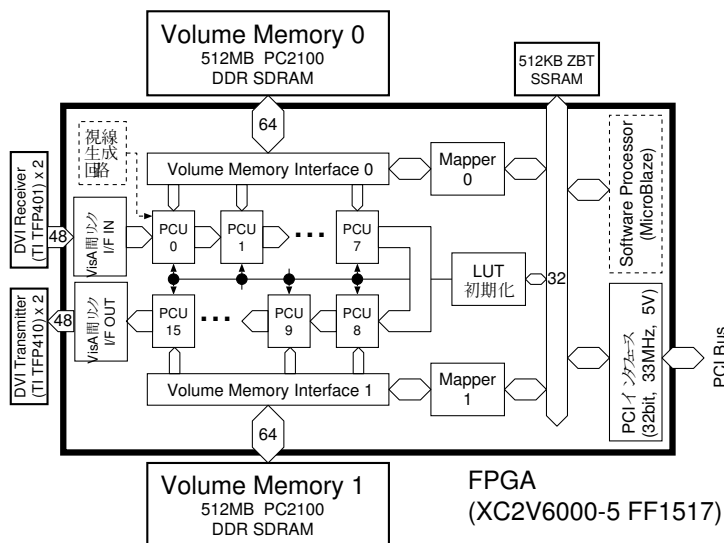 Volume Memory 0
512MB PC2100
DDR SDRAM
512KB ZBT
SSRAM
64
視線
生成
回路
Volume Memory Interface 0
Mapper
0
Software Processor
(MicroBlaze)
DVI Receiver
(TI TFP401) x 2
48
VisA間リンク
I/F IN
PCU
0
PCU
1
PCU
7
LUT
初期化
32
DVI Transmitter
(TI TFP410) x 2
48
VisA間リンク
I/F OUT
PCU
15
PCU
9
PCU
8
PCIインタフェース
(32bit, 33MHz, 5V)
PCI Bus
Volume Memory Interface 1
Mapper
1
64
Volume Memory 1
512MB PC2100
DDR SDRAM
FPGA
(XC2V6000-5 FF1517)